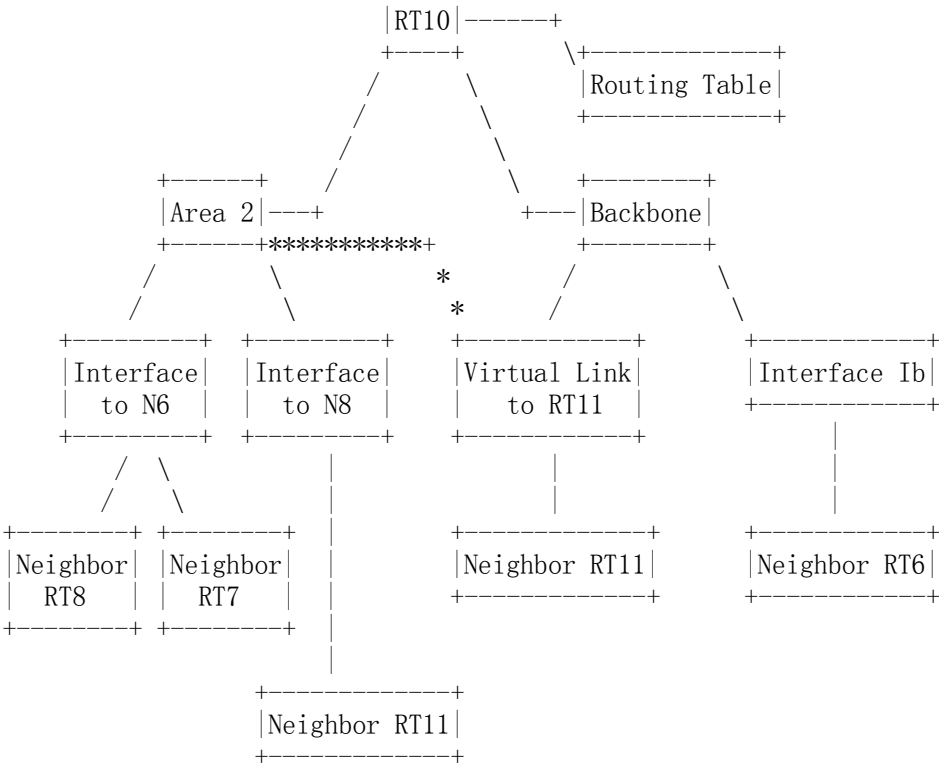 RT10
Routing Table
Area 2
Backbone
Interface to N6
Interface to N8
Virtual Link to RT11
Interface Ib
Neighbor RT8
Neighbor RT7
Neighbor RT11
Neighbor RT6
Neighbor RT11